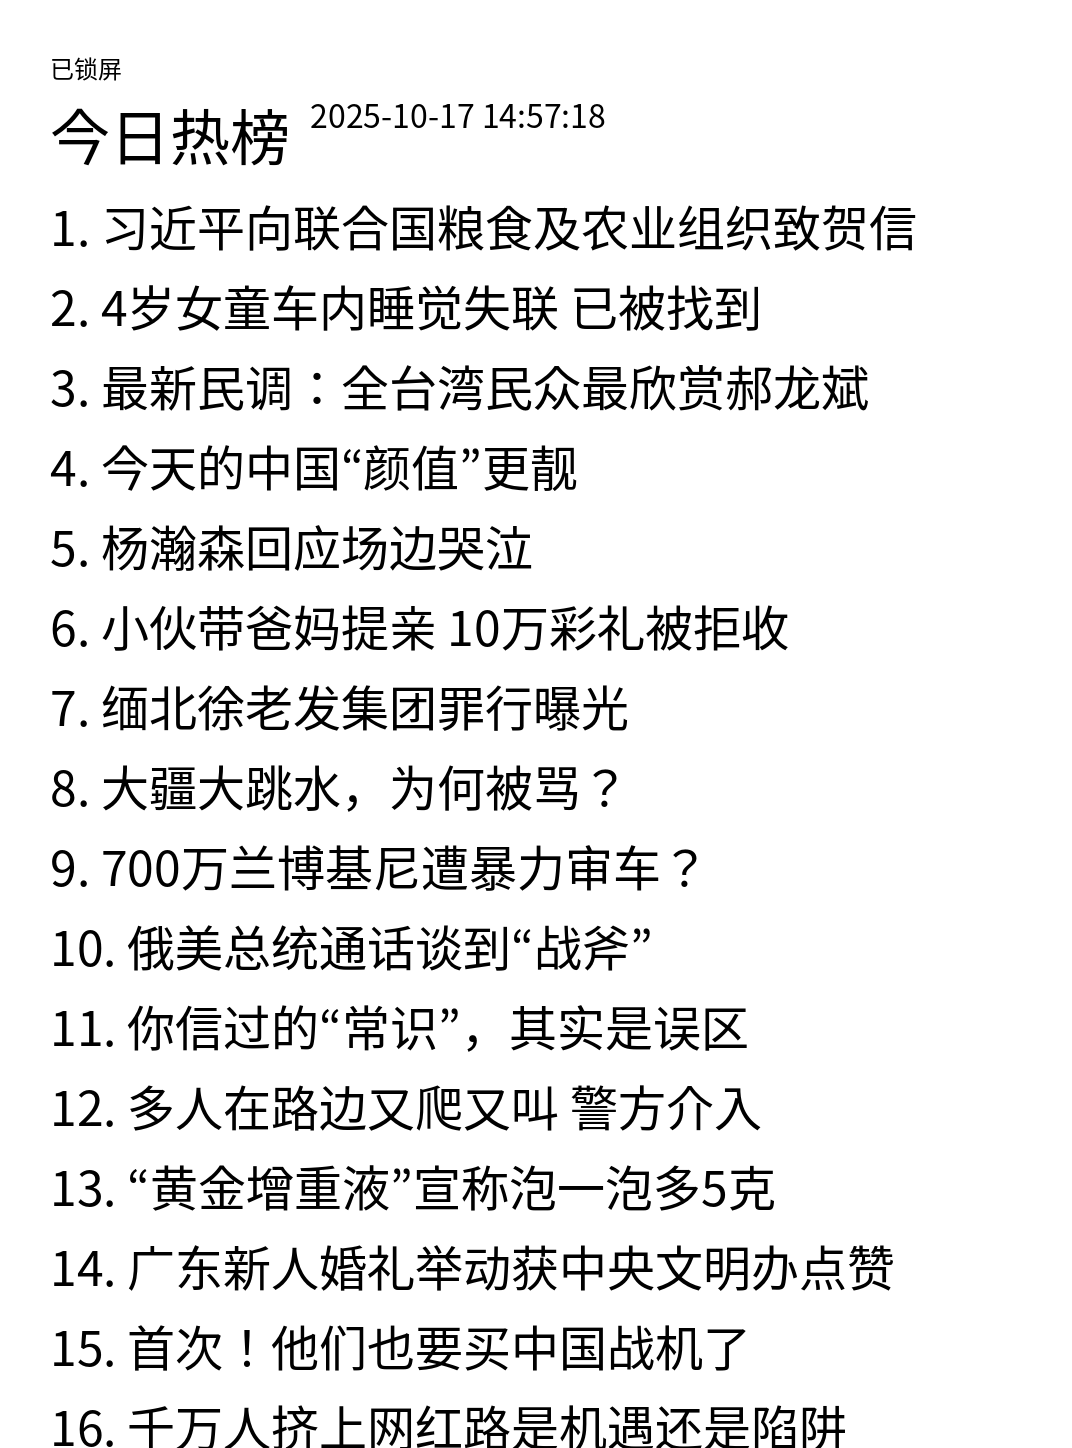 已锁屏
今日热榜 2025-10-17 14:57:18
1. 习近平向联合国粮食及农业组织致贺信
2. 4岁女童车内睡觉失联 已被找到
3. 最新民调：全台湾民众最欣赏郝龙斌
4. 今天的中国“颜值”更靓
5. 杨瀚森回应场边哭泣
6. 小伙带爸妈提亲 10万彩礼被拒收
7. 缅北徐老发集团罪行曝光
8. 大疆大跳水，为何被骂？
9. 700万兰博基尼遭暴力审车？
10. 俄美总统通话谈到“战斧”
11. 你信过的“常识”，其实是误区
12. 多人在路边又爬又叫 警方介入
13. “黄金增重液”宣称泡一泡多5克
14. 广东新人婚礼举动获中央文明办点赞
15. 首次！他们也要买中国战机了
16. 千万人挤上网红路是机遇还是陷阱